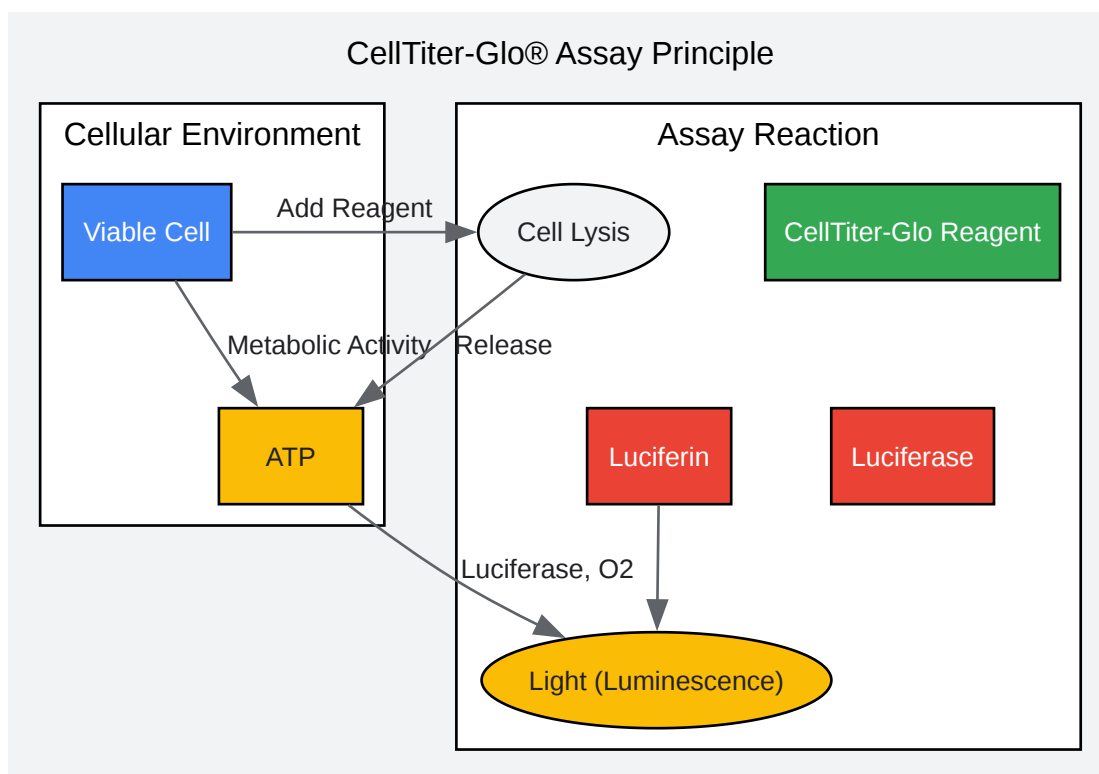 CellTiter-Glo® Assay Principle
Cellular Environment
Assay Reaction
Viable Cell
Add Reagent
Cell Lysis
CellTiter-Glo Reagent
Metabolic Activity
Release
ATP
Luciferin
Luciferase
Luciferase, O2
Light (Luminescence)